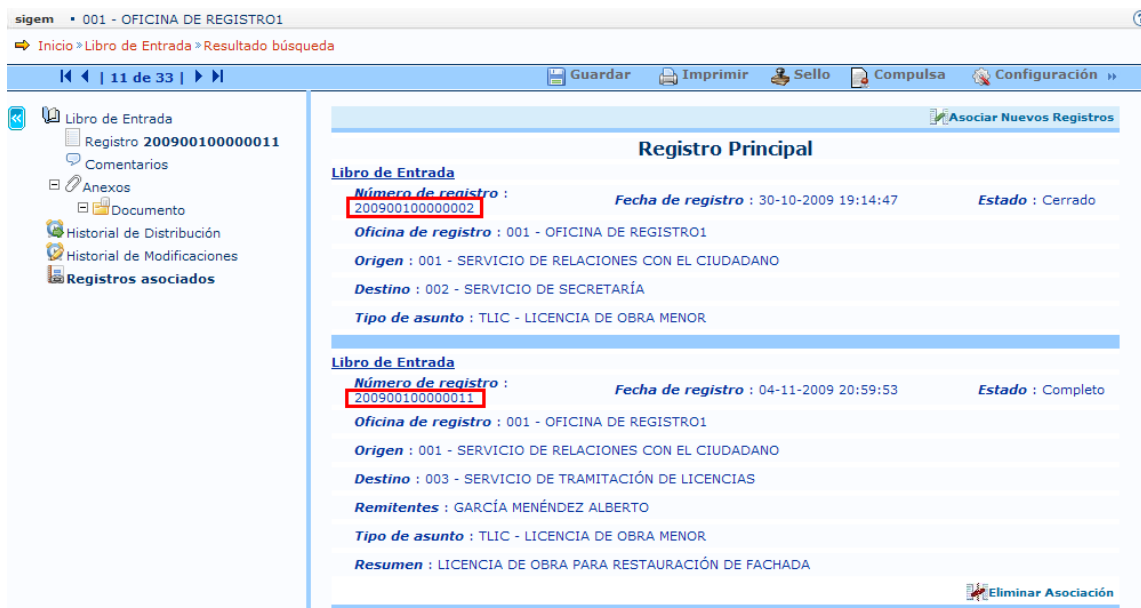 sigem • 001 - OFICINA DE REGISTRO1
Inicio » Libro de Entrada » Resultado búsqueda
| 11 de 33 | Guardar Imprimir Sello Compulsa Configuración »
Libro de Entrada
Registro 200900100000011
Comentarios
Anexos
Documento
Historial de Distribución
Historial de Modificaciones
Registros asociados
Asociar Nuevos Registros
Registro Principal
Libro de Entrada
Número de registro :
200900100000002
Fecha de registro : 30-10-2009 19:14:47
Estado : Cerrado
Oficina de registro : 001 - OFICINA DE REGISTRO1
Origen : 001 - SERVICIO DE RELACIONES CON EL CIUDADANO
Destino : 002 - SERVICIO DE SECRETARÍA
Tipo de asunto : TLIC - LICENCIA DE OBRA MENOR
Libro de Entrada
Número de registro :
200900100000011
Fecha de registro : 04-11-2009 20:59:53
Estado : Completo
Oficina de registro : 001 - OFICINA DE REGISTRO1
Origen : 001 - SERVICIO DE RELACIONES CON EL CIUDADANO
Destino : 003 - SERVICIO DE TRAMITACIÓN DE LICENCIAS
Remitentes : GARCÍA MENÉNDEZ ALBERTO
Tipo de asunto : TLIC - LICENCIA DE OBRA MENOR
Resumen : LICENCIA DE OBRA PARA RESTAURACIÓN DE FACHADA
Eliminar Asociación